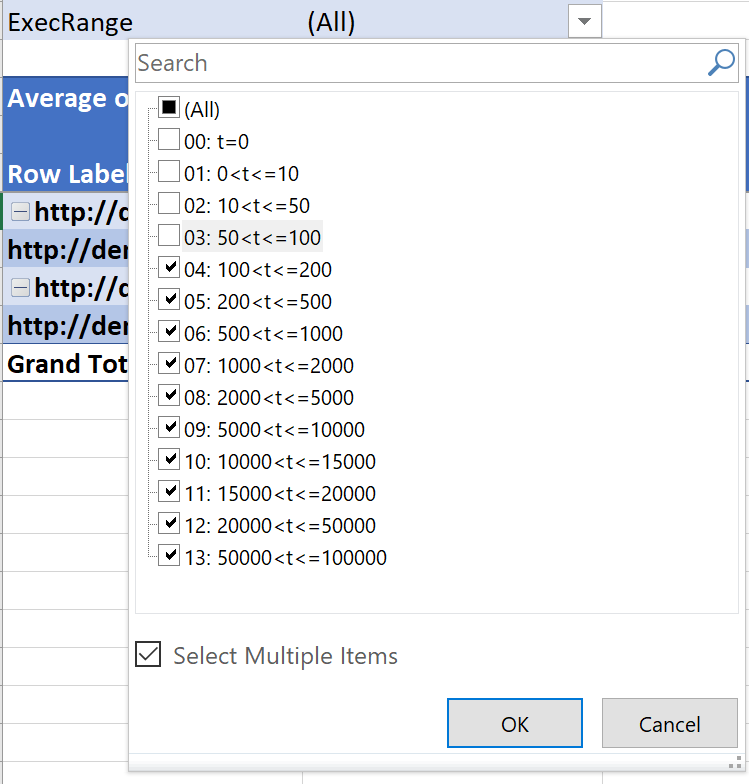 ExecRange (All)
Search
Average o
(All)
00: t=0
01: 0<t<=10
Row Label
02: 10<t<=50
http://d
03: 50<t<=100
http://der
04: 100<t<=200
http://d
05: 200<t<=500
http://der
06: 500<t<=1000
Grand Tot
07: 1000<t<=2000
08: 2000<t<=5000
09: 5000<t<=10000
10: 10000<t<=15000
11: 15000<t<=20000
12: 20000<t<=50000
13: 50000<t<=100000
Select Multiple Items
OK Cancel